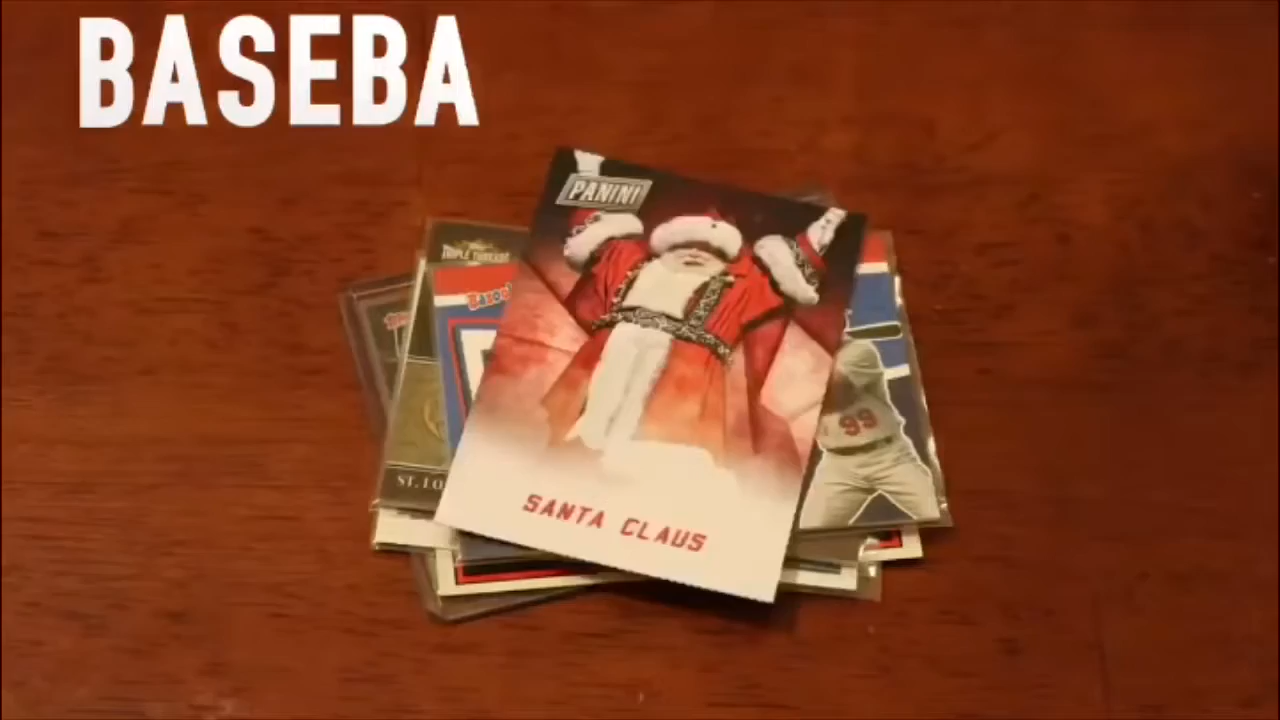 BASEBA
PANINI
TRIPLE THREADS
99
ST. LO
SANTA CLAUS